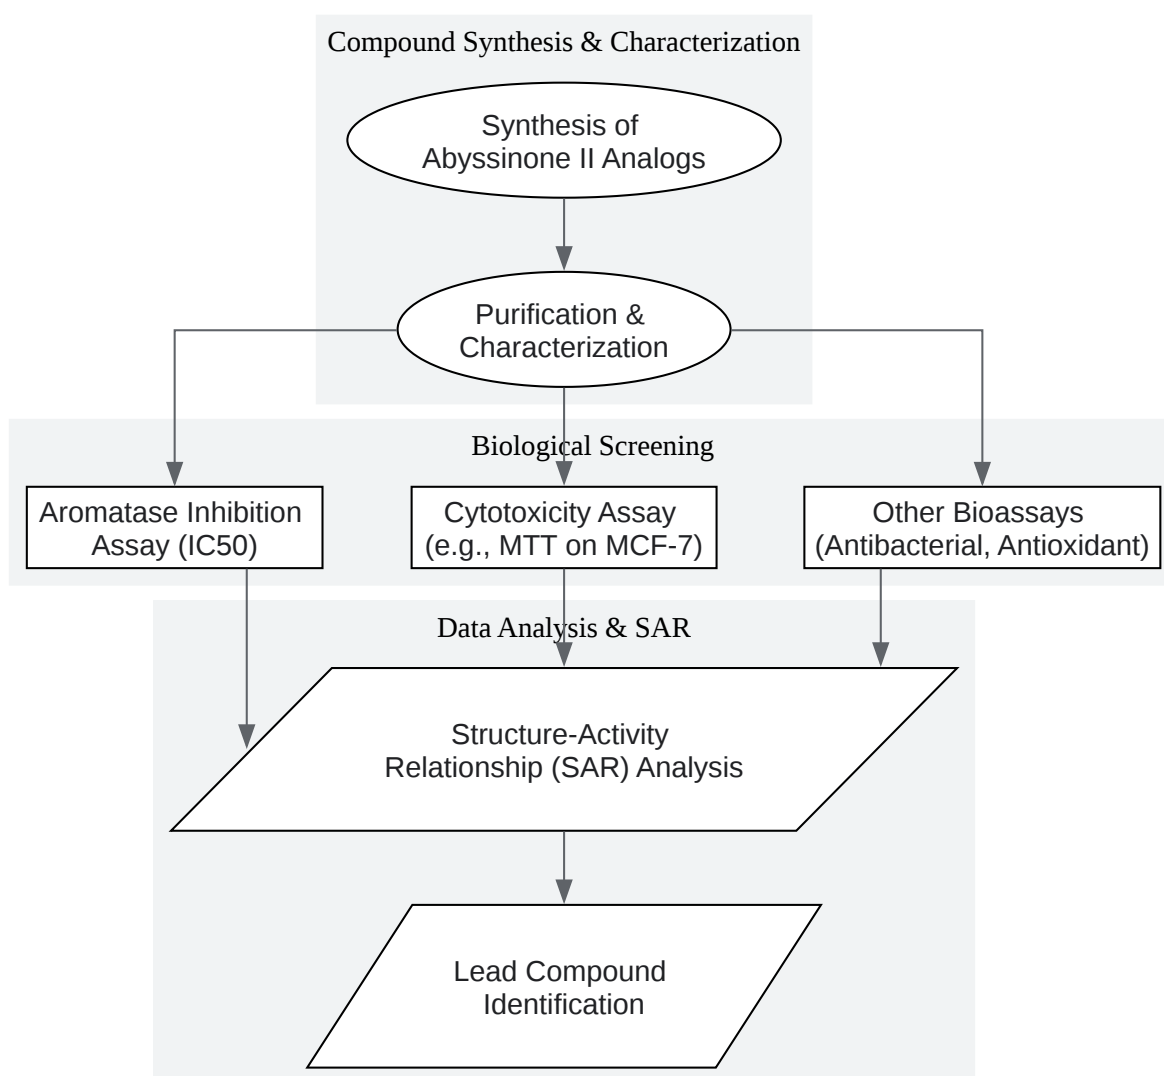 Compound Synthesis & Characterization
Synthesis of
Abyssinone II Analogs
Purification &
Characterization
Biological Screening
Aromatase Inhibition
Assay (IC50)
Cytotoxicity Assay
(e.g., MTT on MCF-7)
Other Bioassays
(Antibacterial, Antioxidant)
Data Analysis & SAR
Structure-Activity
Relationship (SAR) Analysis
Lead Compound
Identification